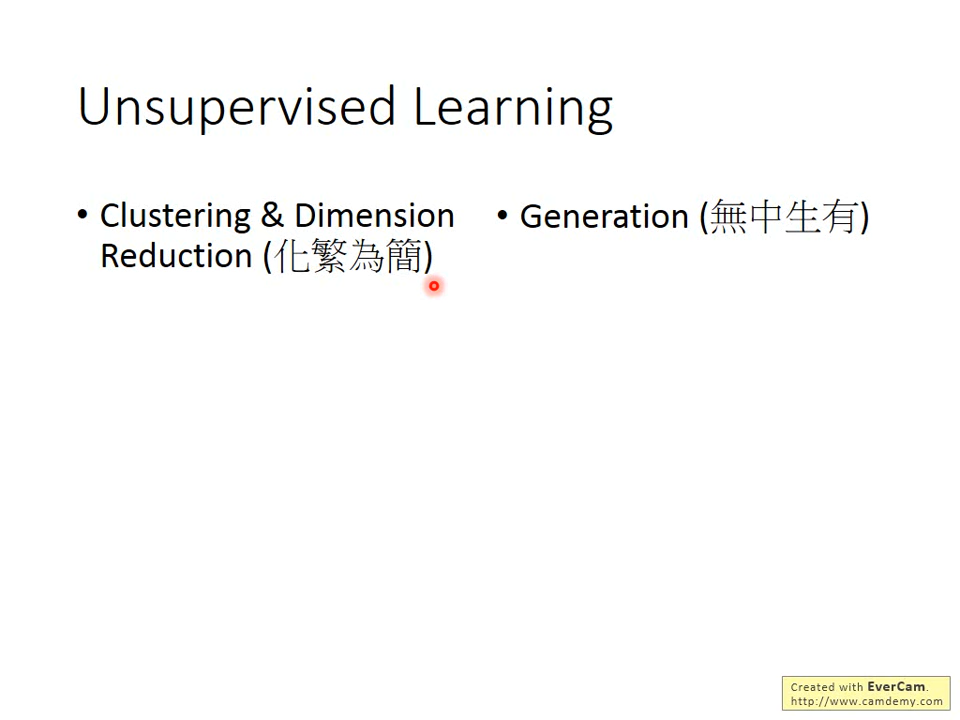 Unsupervised Learning
• Clustering & Dimension
Reduction (化繁為簡)
• Generation (無中生有)
Created with EverCam.
http://www.camdemy.com